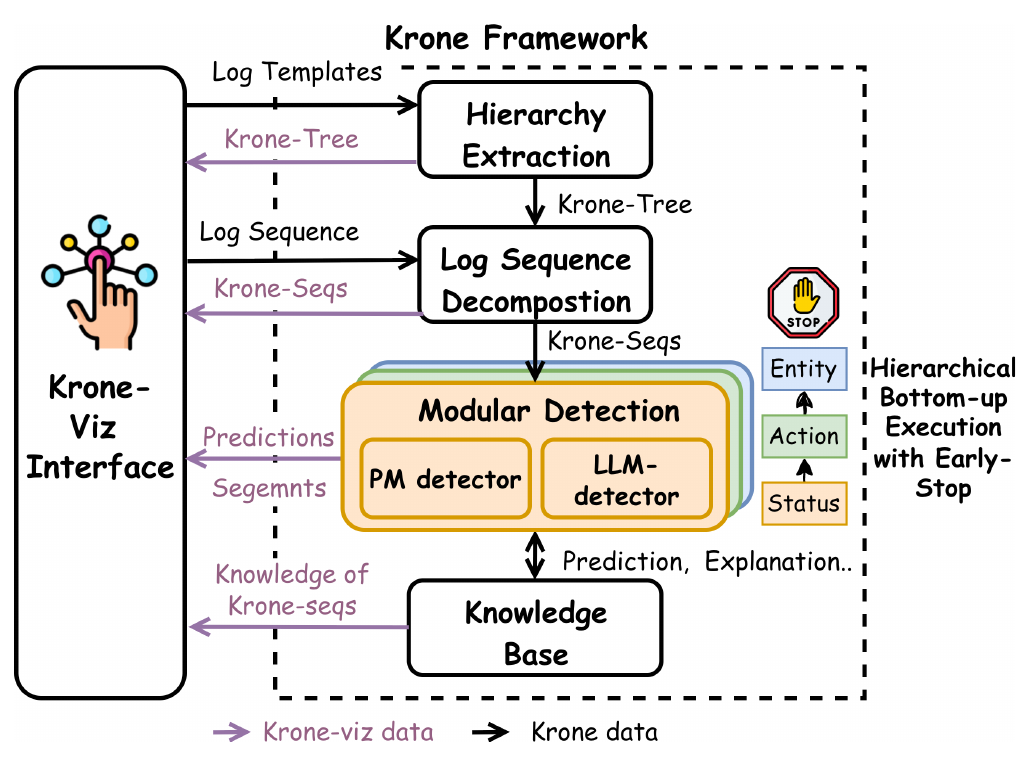 Krone Framework
Log Templates
Hierarchy
Extraction
Krone-Tree
Krone-Tree
Log Sequence
Log Sequence
Decompostion
Krone-Seqs
STOP
Krone-Seqs
Entity
Hierarchical
Bottom-up
Execution
with Early-
Stop
Krone-
Viz
Interface
Modular Detection
Action
Predictions
PM detector
LLM-
detector
Segemnts
Status
Prediction, Explanation..
Knowledge of
Krone-seqs
Knowledge
Base
Krone-viz data
Krone data